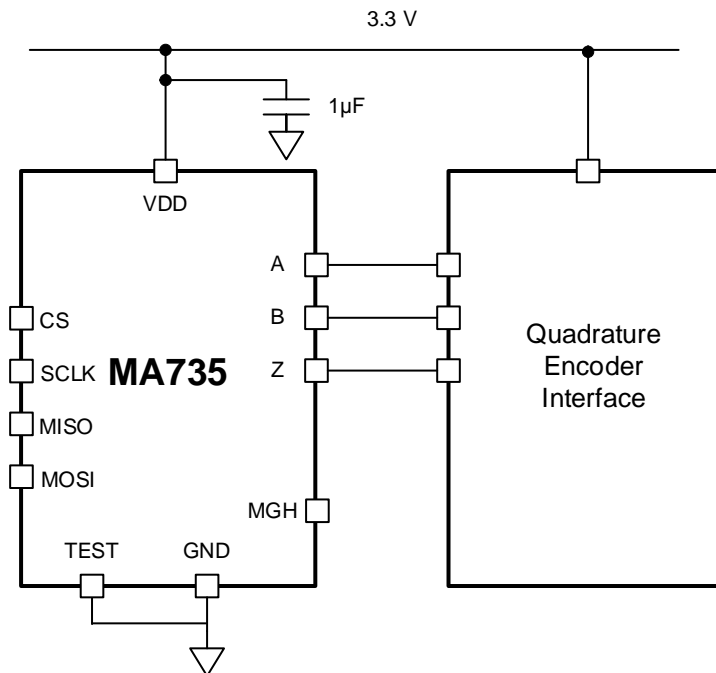 3.3 V
1µF
VDD
A
B
Z
CS
SCLK
MISO
MOSI
MA735
MGH
TEST
GND
Quadrature
Encoder
Interface